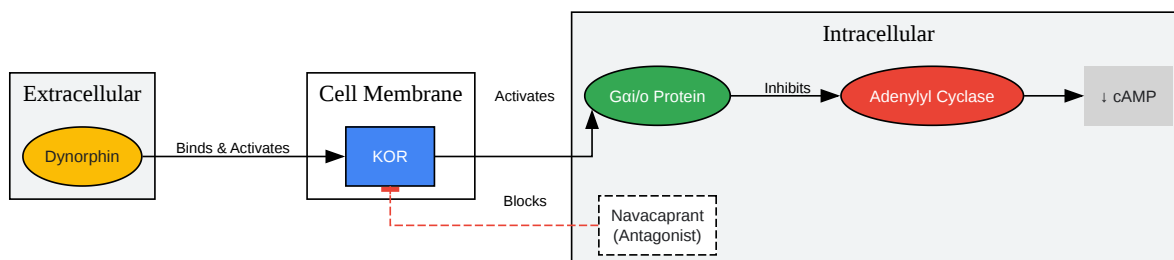 Extracellular
Dynorphin
Binds & Activates
Cell Membrane
KOR
Activates
Blocks
Intracellular
Gαi/o Protein
Inhibits
Adenylyl Cyclase
↓ cAMP
Navacaprant
(Antagonist)